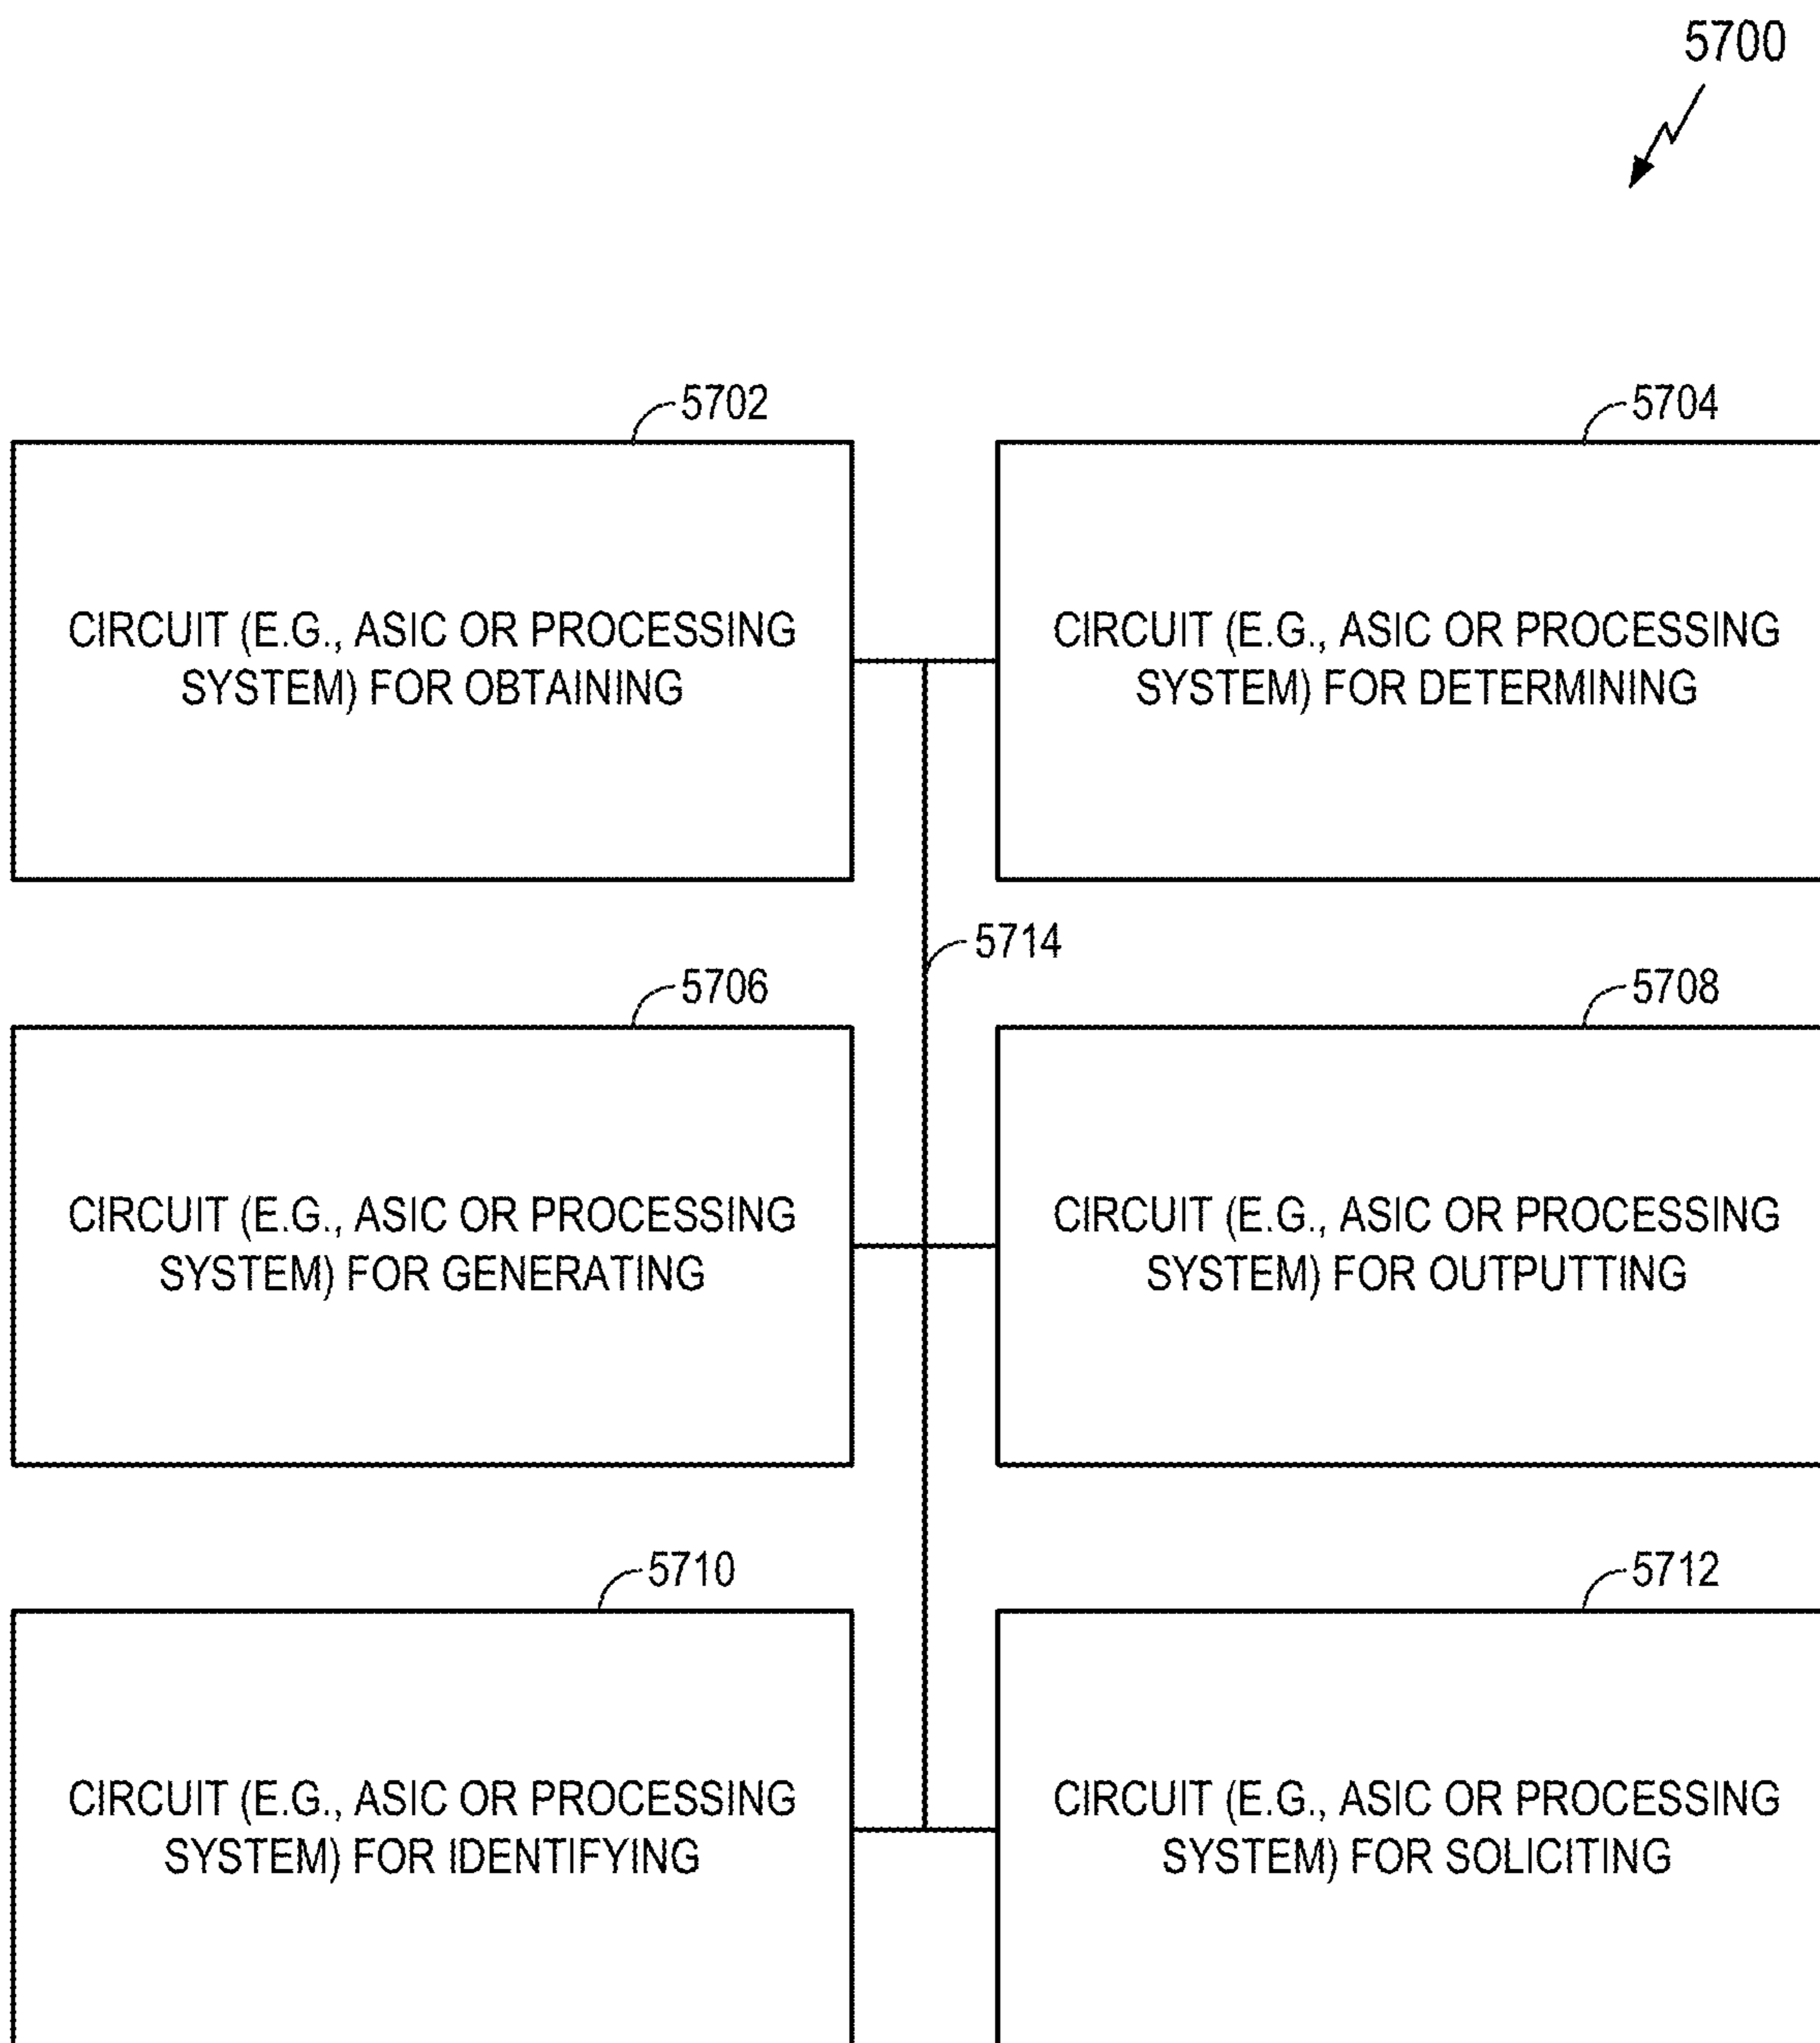 5700
5702
5704
CIRCUIT (E.G., ASIC OR PROCESSING
SYSTEM) FOR OBTAINING
CIRCUIT (E.G., ASIC OR PROCESSING
SYSTEM) FOR DETERMINING
5714
5706
5708
CIRCUIT (E.G., ASIC OR PROCESSING
SYSTEM) FOR GENERATING
CIRCUIT (E.G., ASIC OR PROCESSING
SYSTEM) FOR OUTPUTTING
5710
5712
CIRCUIT (E.G., ASIC OR PROCESSING
SYSTEM) FOR IDENTIFYING
CIRCUIT (E.G., ASIC OR PROCESSING
SYSTEM) FOR SOLICITING